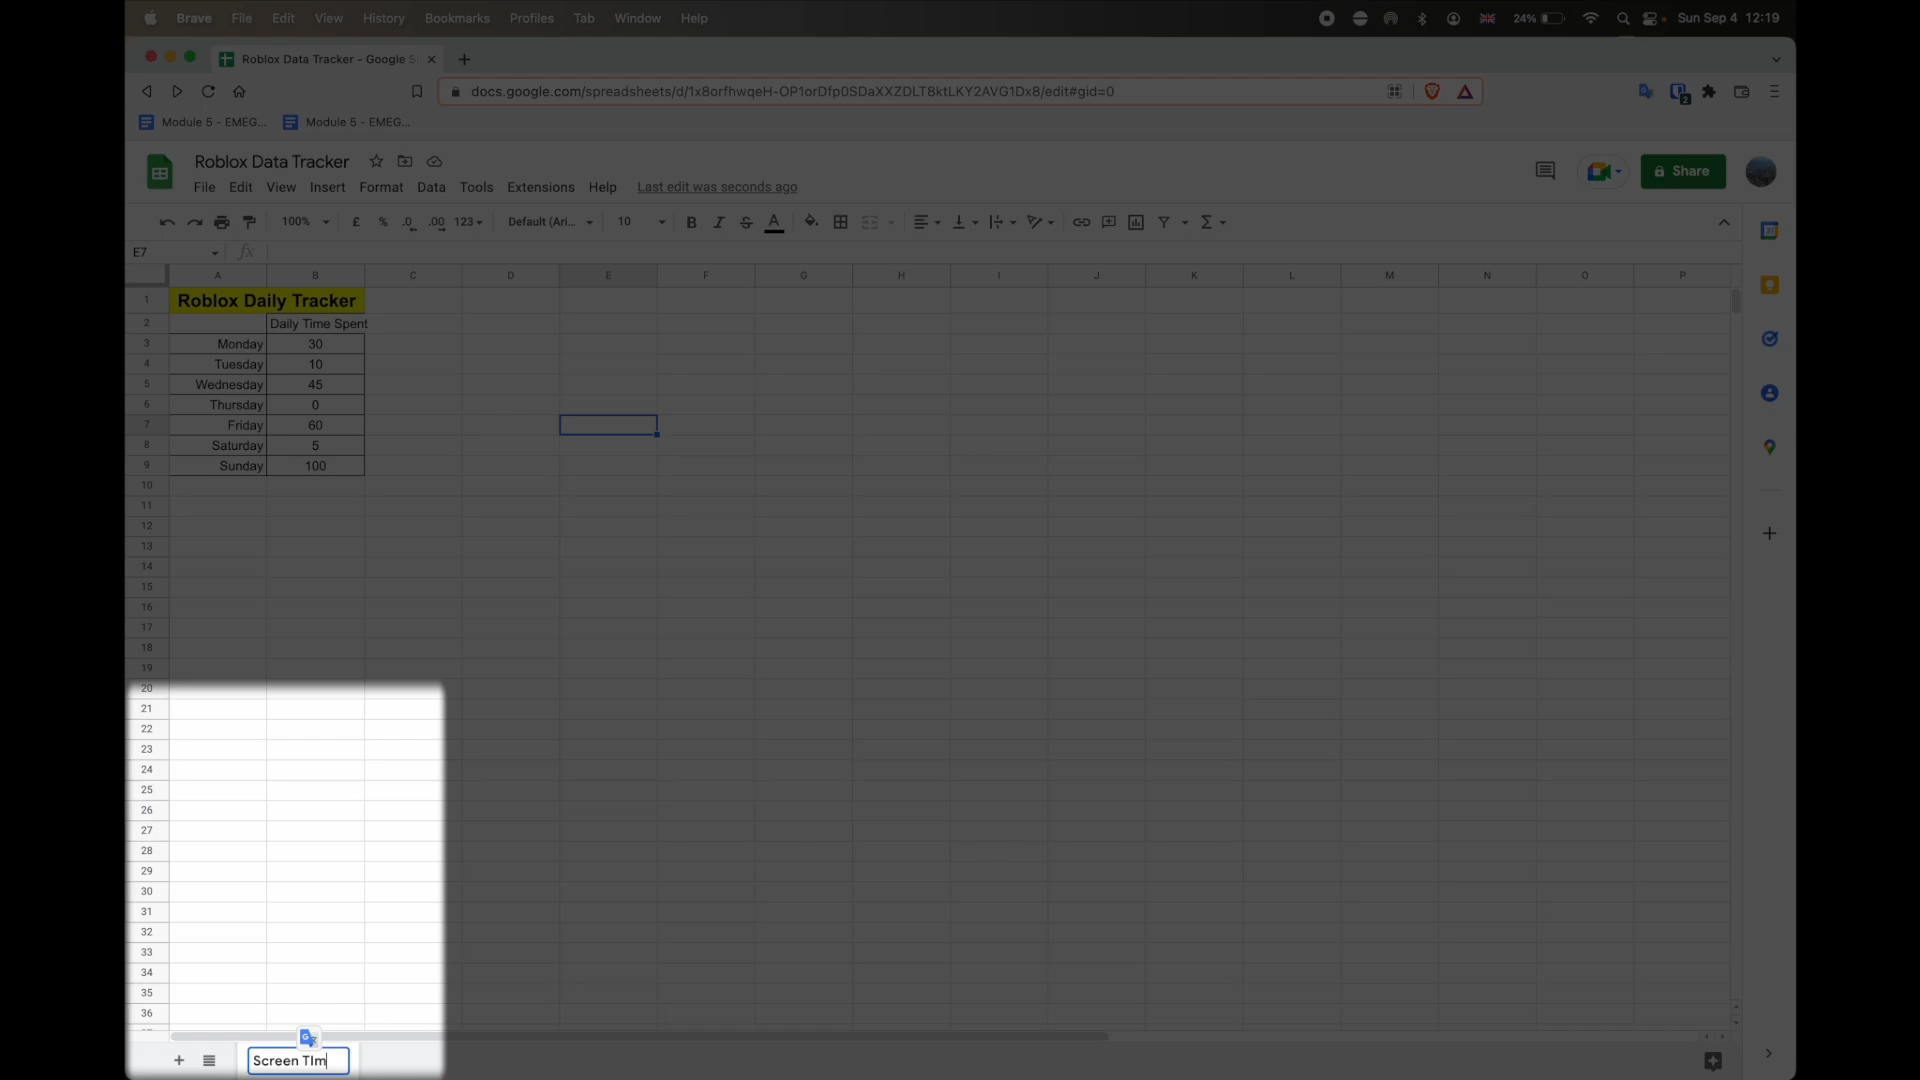 Brave File Edit View History Bookmarks Profiles Tab Window Help 24% Sun Sep 4 12:19
Roblox Data Tracker - Google S
docs.google.com/spreadsheets/d/1x8orfhwqeH-OP1orDfp0SDaXXZDLT8ktLKY2AVG1Dx8/edit#gid=0 2
Module 5 - EMEG... Module 5 - EMEG...
Roblox Data Tracker
File Edit View Insert Format Data Tools Extensions Help Last edit was seconds ago Share
100% £ % .0 .00 123 Default (Ari... 10 B I S A Σ 31
E7 fx
A B C D E F G H I J K L M N O P
1 Roblox Daily Tracker
2 Daily Time Spent
3 Monday 30
4 Tuesday 10
5 Wednesday 45
6 Thursday 0
7 Friday 60
8 Saturday 5
9 Sunday 100
10
11
12
13
14
15
16
17
18
19
20
21
22
23
24
25
26
27
28
29
30
31
32
33
34
35
36
Screen TIm